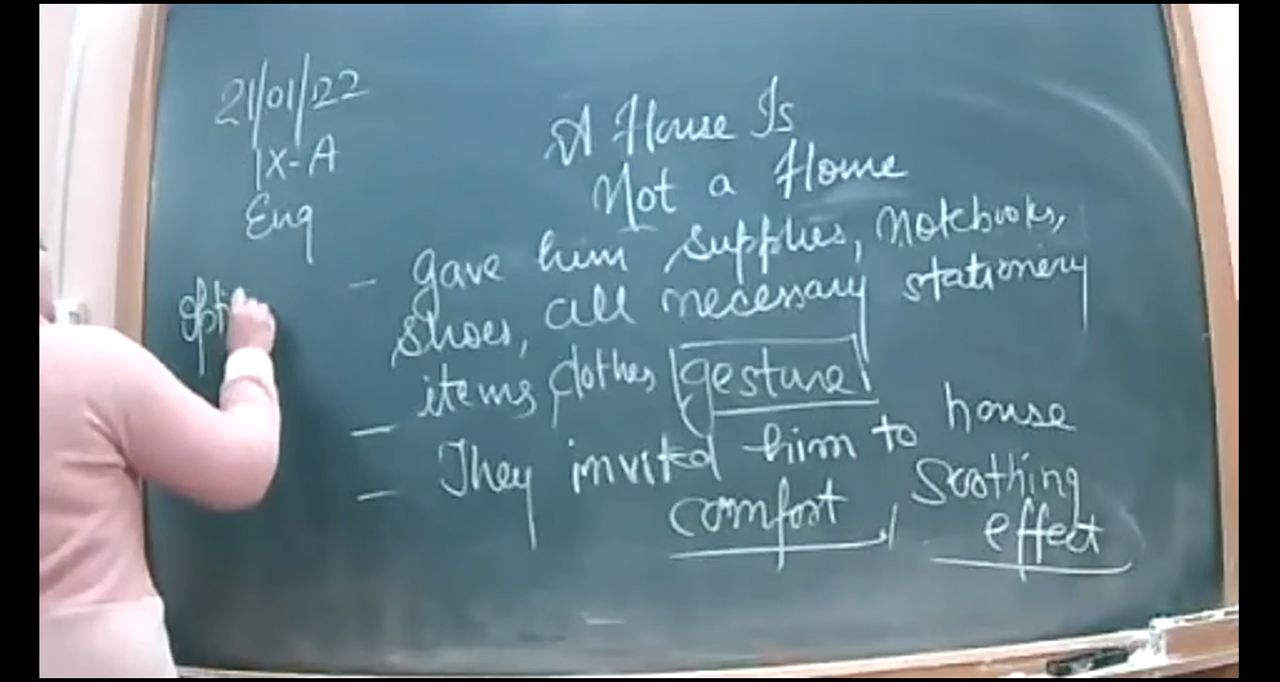 21/01/22
IX-A
Eng
A House Is
Not a Home
- gave him supplies, Notebooks,
shoes, all necessary stationery
items, clothes gesture
- They invited him to house
comfort, soothing
effect
Opti